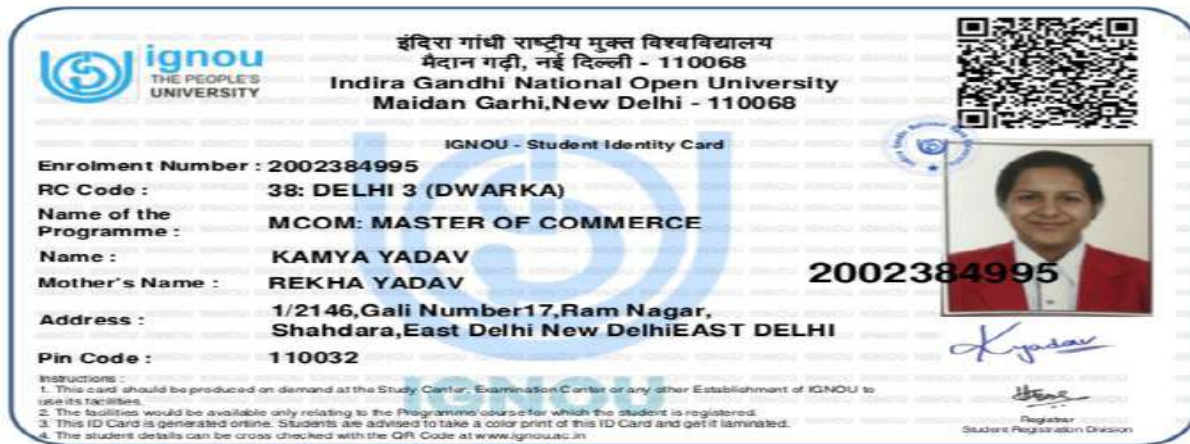 ignou
THE PEOPLE'S
UNIVERSITY
इंदिरा गांधी राष्ट्रीय मुक्त विश्वविद्यालय
मैदान गढ़ी, नई दिल्ली - 110068
Indira Gandhi National Open University
Maidan Garhi,New Delhi - 110068
IGNOU - Student Identity Card
Enrolment Number : 2002384995
RC Code : 38: DELHI 3 (DWARKA)
Name of the
Programme : MCOM: MASTER OF COMMERCE
Name : KAMYA YADAV
Mother's Name : REKHA YADAV
Address : 1/2146,Gali Number17,Ram Nagar,
Shahdara,East Delhi New DelhiEAST DELHI
Pin Code : 110032
2002384995
Kyadav
Instructions :
1. This card should be produced on demand at the Study Center, Examination Center or any other Establishment of IGNOU to
use its facilities.
2. The facilities would be available only relating to the Programme/course for which the student is registered.
3. This ID Card is generated online. Students are advised to take a color print of this ID Card and get it laminated.
4. The student details can be cross checked with the QR Code at www.ignou.ac.in
Registrar
Student Registration Division
IGNOU